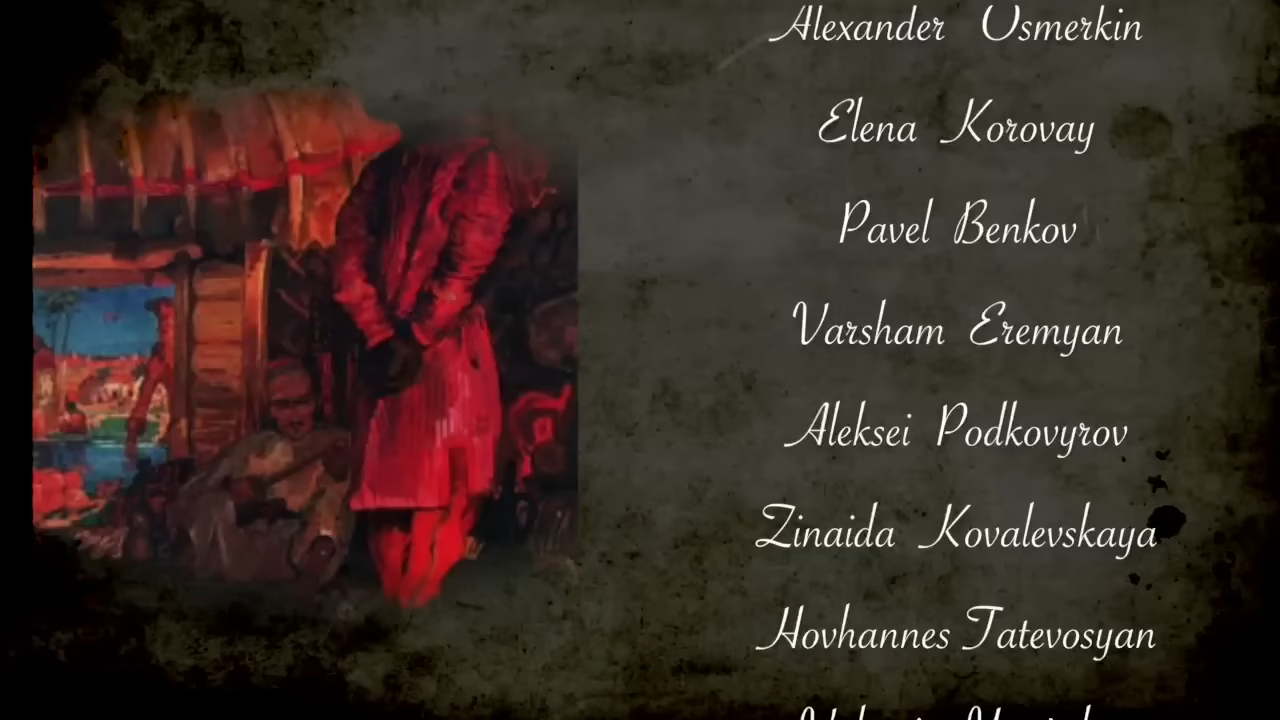 Alexander Osmerkin
Elena Korovay
Pavel Benkov
Varsham Eremyan
Aleksei Podkovyrov
Zinaida Kovalevskaya
Hovhannes Tatevosyan